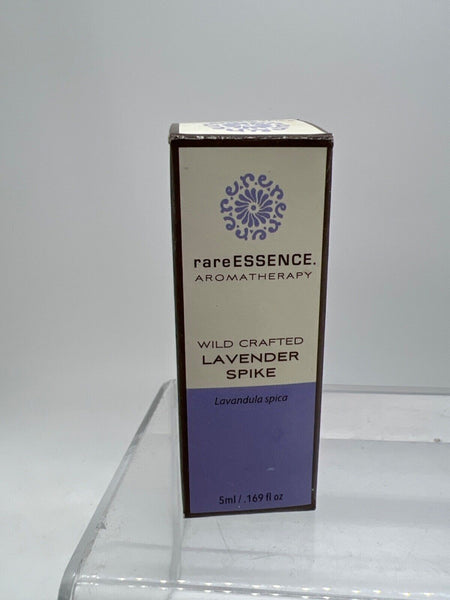 rareESSENCE.
AROMATHERAPY
WILD CRAFTED
LAVENDER
SPIKE
Lavandula spica
5ml / .169 fl oz